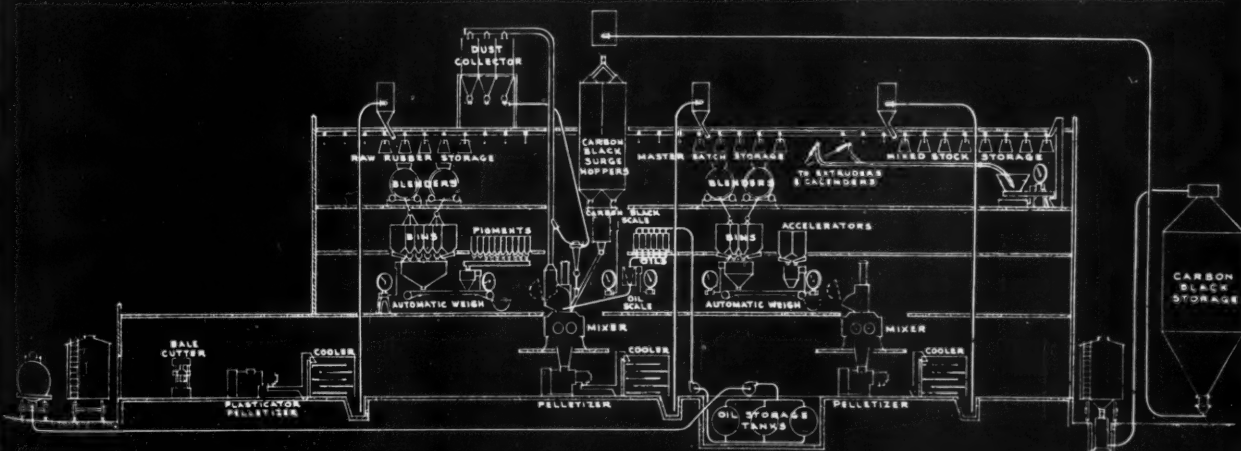 DUST
COLLECTOR
CARBON
BLACK
SURGE
HOPPERS
RAW RUBBER STORAGE
MASTER BATCH STORAGE
MIXED STOCK STORAGE
TO EXTRUDERS
& CALENDERS
BLENDERS
BLENDERS
CARBON BLACK
SCALE
BINS
PIGMENTS
OILS
BINS
ACCELERATORS
CARBON
BLACK
STORAGE
AUTOMATIC WEIGH
OIL
SCALE
AUTOMATIC WEIGH
MIXER
MIXER
BALE
CUTTER
COOLER
COOLER
COOLER
PLASTICATOR
PELLETIZER
PELLETIZER
OIL STORAGE
TANKS
PELLETIZER